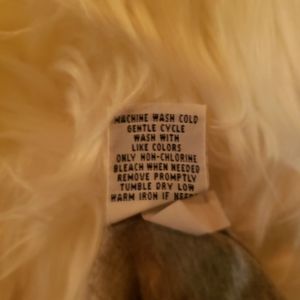 MACHINE WASH COLD
GENTLE CYCLE
WASH WITH
LIKE COLORS
ONLY NON-CHLORINE
BLEACH WHEN NEEDED
REMOVE PROMPTLY
TUMBLE DRY LOW
WARM IRON IF